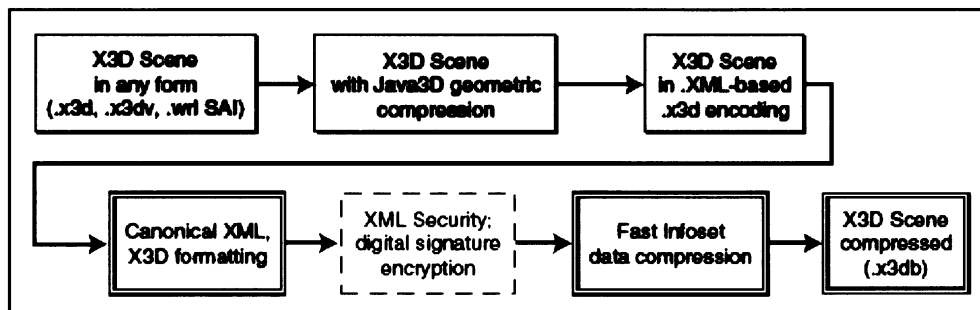 X3D Scene
in any form
(.x3d, .x3dv, .wrl SAI)
X3D Scene
with Java3D geometric
compression
X3D Scene
in .XML-based
.x3d encoding
Canonical XML,
X3D formatting
XML Security;
digital signature
encryption
Fast Infoset
data compression
X3D Scene
compressed
(.x3db)